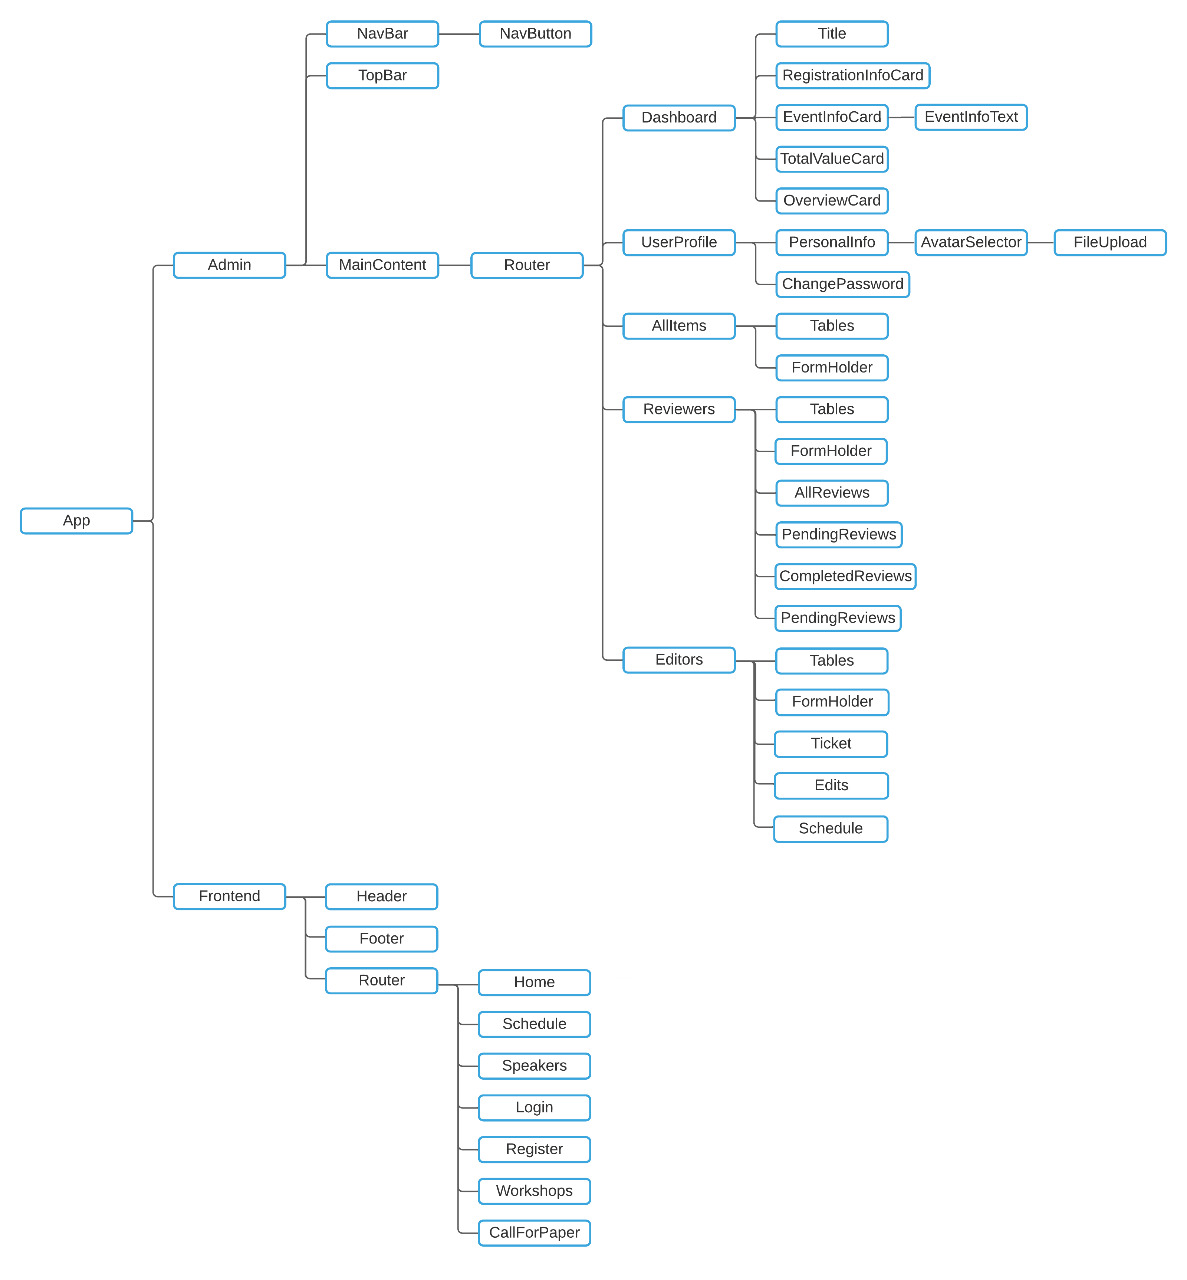 NavBar
NavButton
TopBar
Title
RegistrationInfoCard
Dashboard
EventInfoCard
EventInfoText
TotalValueCard
OverviewCard
UserProfile
PersonalInfo
AvatarSelector
FileUpload
Admin
MainContent
Router
ChangePassword
AllItems
Tables
FormHolder
Reviewers
Tables
FormHolder
AllReviews
App
PendingReviews
CompletedReviews
PendingReviews
Editors
Tables
FormHolder
Ticket
Edits
Schedule
Frontend
Header
Footer
Router
Home
Schedule
Speakers
Login
Register
Workshops
CallForPaper